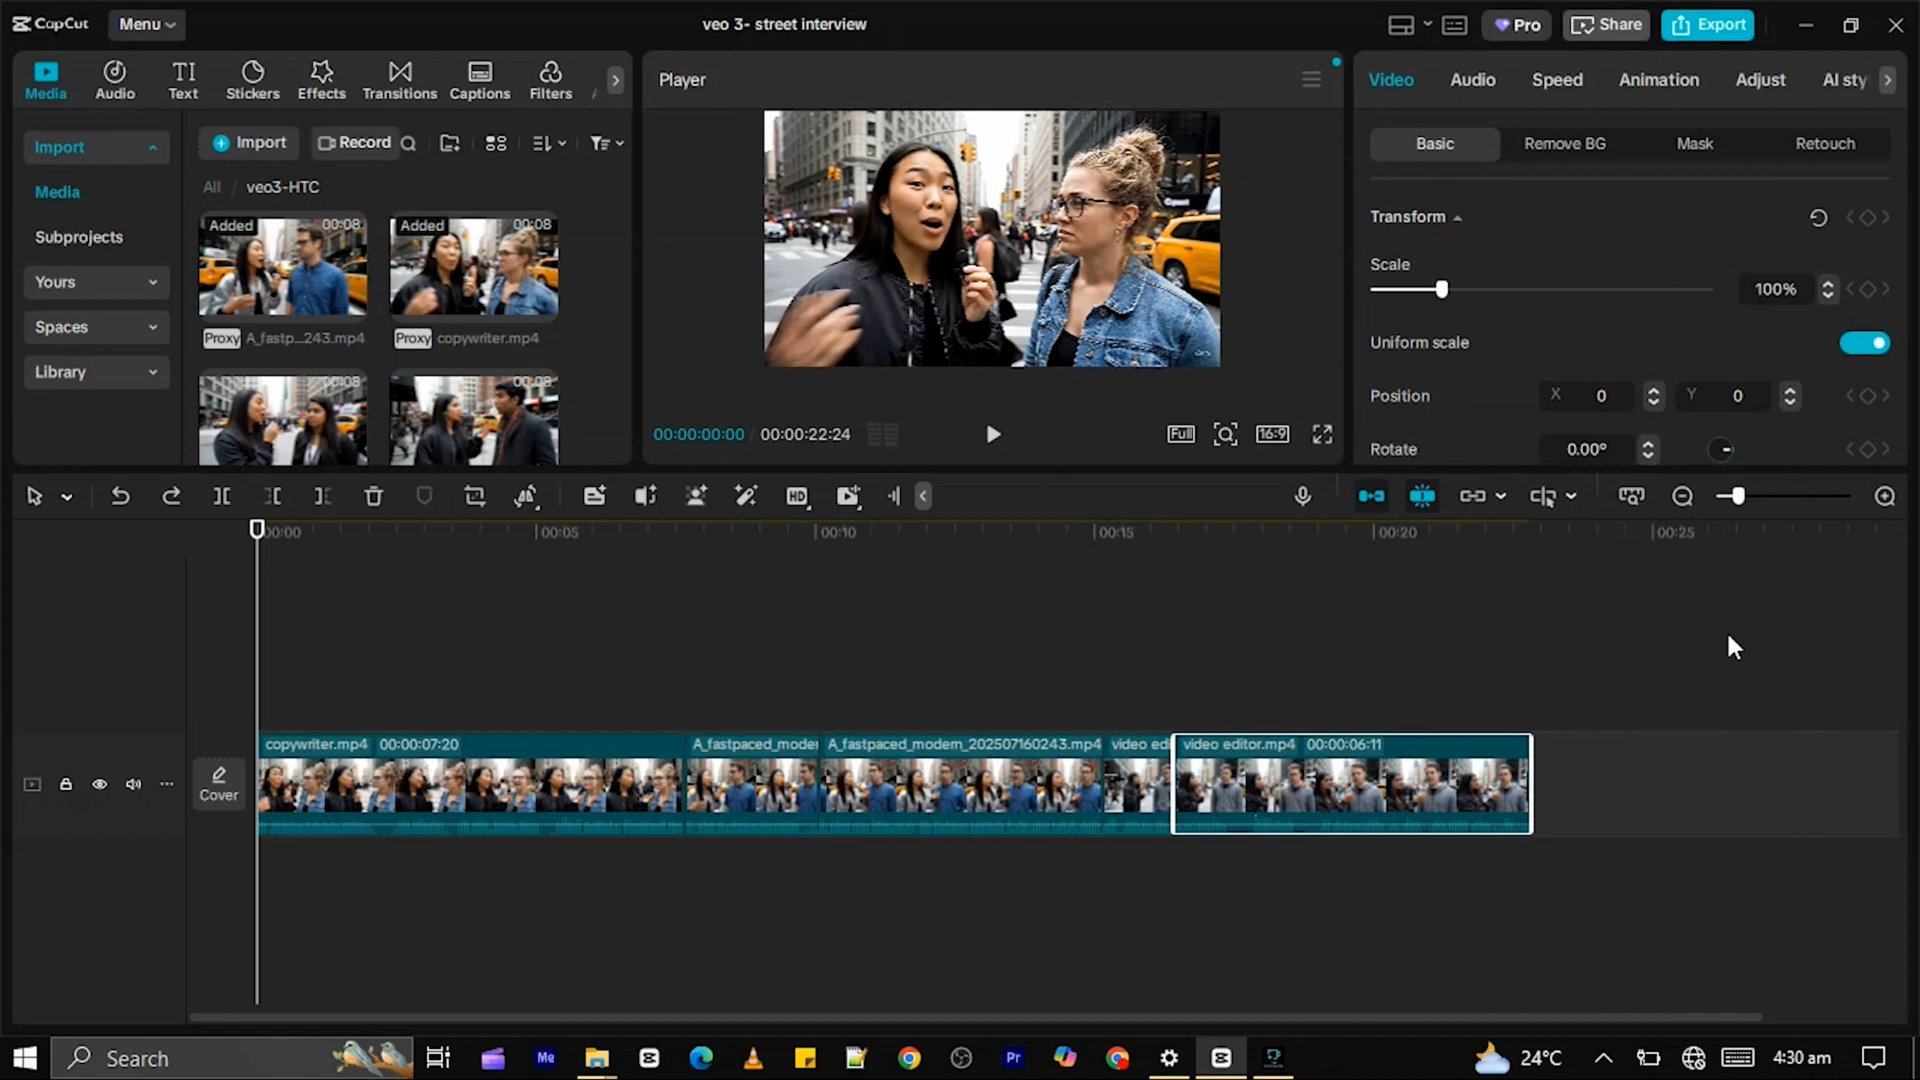 CapCut
Menu
veo 3- street interview
Pro
Share
Export
Media
Audio
Text
Stickers
Effects
Transitions
Captions
Filters
Player
Video
Audio
Speed
Animation
Adjust
AI sty
Import
Import
Record
Basic
Remove BG
Mask
Retouch
Media
All / veo3-HTC
Transform
Subprojects
Added
00:08
Added
00:08
Scale
100%
Yours
Spaces
Proxy A_fastp...243.mp4
Proxy copywriter.mp4
Uniform scale
Library
00:08
00:08
Position X 0 Y 0
00:00:00:00 / 00:00:22:24
Full
16:9
Rotate 0.00°
HD
00:00
00:05
00:10
00:15
00:20
00:25
copywriter.mp4 00:00:07:20
A_fastpaced_moder
A_fastpaced_modern_202507160243.mp4
video edi
video editor.mp4 00:00:06:11
Cover
Search
Me
Pr
24°C
4:30 am